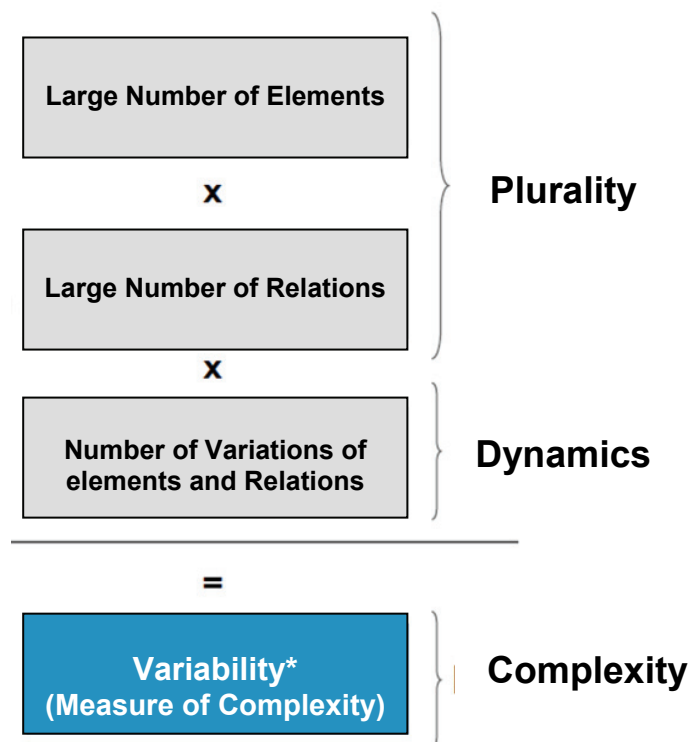 Large Number of Elements
x
Plurality
Large Number of Relations
x
Number of Variations of
elements and Relations
Dynamics
=
Variability*
(Measure of Complexity)
Complexity